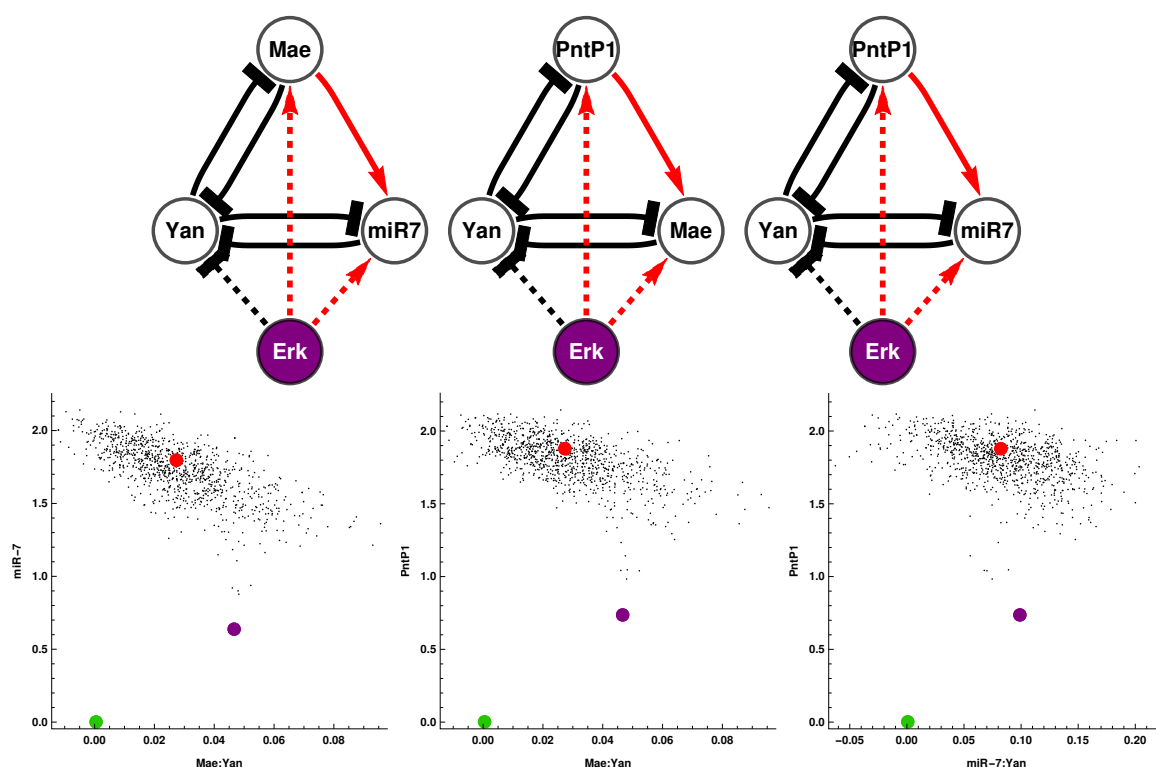 Mae PntP1 PntP1
Yan miR7 Yan Mae Yan miR7
Erk Erk Erk
miR-7
2.0
1.5
1.0
0.5
0.0
0.00 0.02 0.04 0.06 0.08
Mae:Yan
PntP1
2.0
1.5
1.0
0.5
0.0
0.00 0.02 0.04 0.06 0.08
Mae:Yan
PntP1
2.0
1.5
1.0
0.5
0.0
-0.05 0.00 0.05 0.10 0.15 0.20
miR-7:Yan